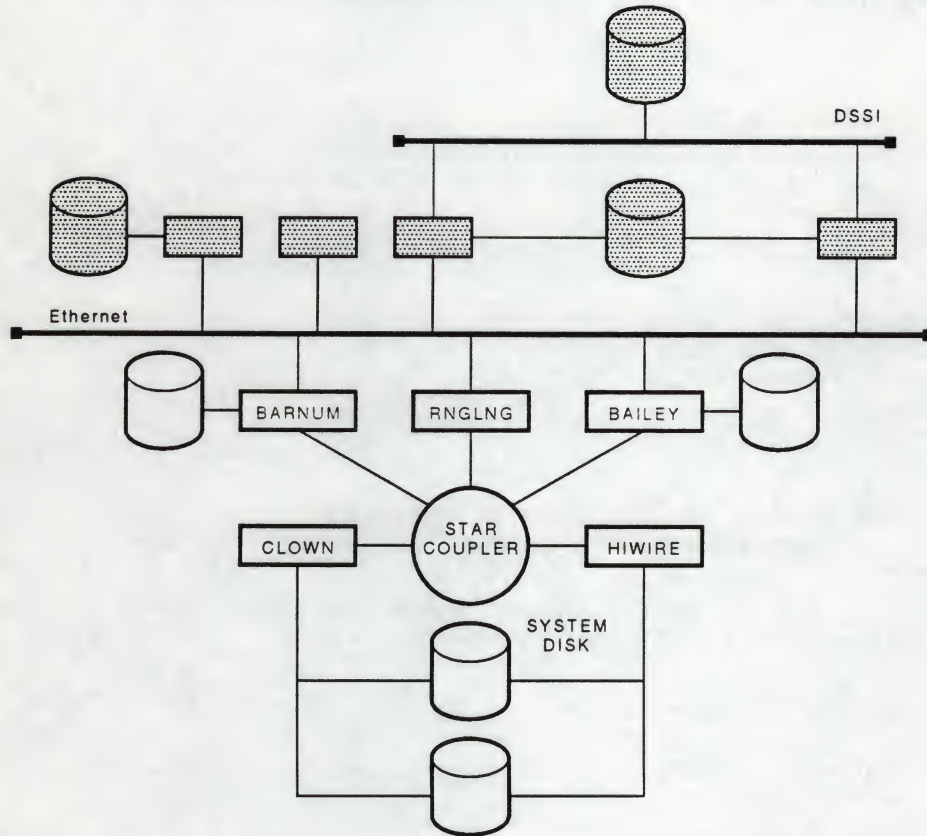 DSSI
Ethernet
BARNUM
RNGLNG
BAILEY
STAR
COUPLER
CLOWN
HIWIRE
SYSTEM
DISK